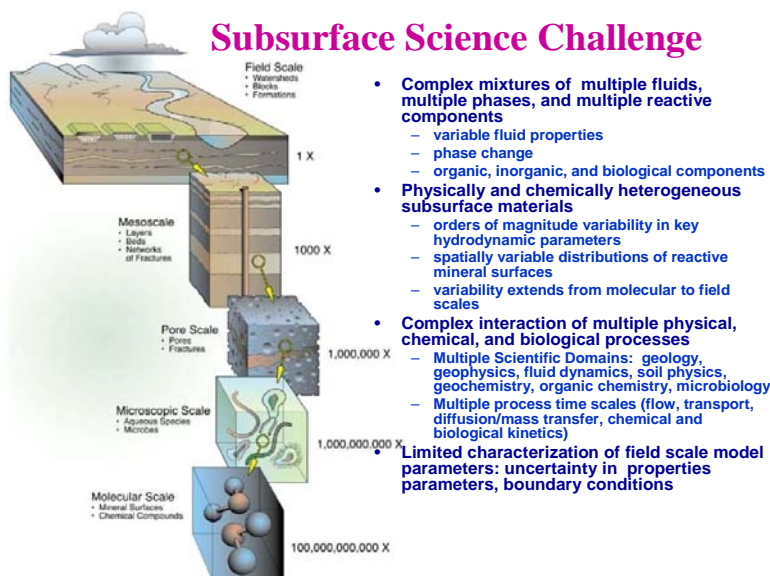 Subsurface Science Challenge
Field Scale
• Watersheds
• Blocks
• Formations
1 X
Mesoscale
• Layers
• Beds
• Networks
of Fractures
1000 X
Pore Scale
• Pores
• Fractures
1,000,000 X
Microscopic Scale
• Aqueous Species
• Microbes
1,000,000,000 X
Molecular Scale
• Mineral Surfaces
• Chemical Compounds
100,000,000,000 X
• Complex mixtures of multiple fluids,
multiple phases, and multiple reactive
components
– variable fluid properties
– phase change
– organic, inorganic, and biological components
• Physically and chemically heterogeneous
subsurface materials
– orders of magnitude variability in key
hydrodynamic parameters
– spatially variable distributions of reactive
mineral surfaces
– variability extends from molecular to field
scales
• Complex interaction of multiple physical,
chemical, and biological processes
– Multiple Scientific Domains: geology,
geophysics, fluid dynamics, soil physics,
geochemistry, organic chemistry, microbiology
– Multiple process time scales (flow, transport,
diffusion/mass transfer, chemical and
biological kinetics)
• Limited characterization of field scale model
parameters: uncertainty in properties
parameters, boundary conditions